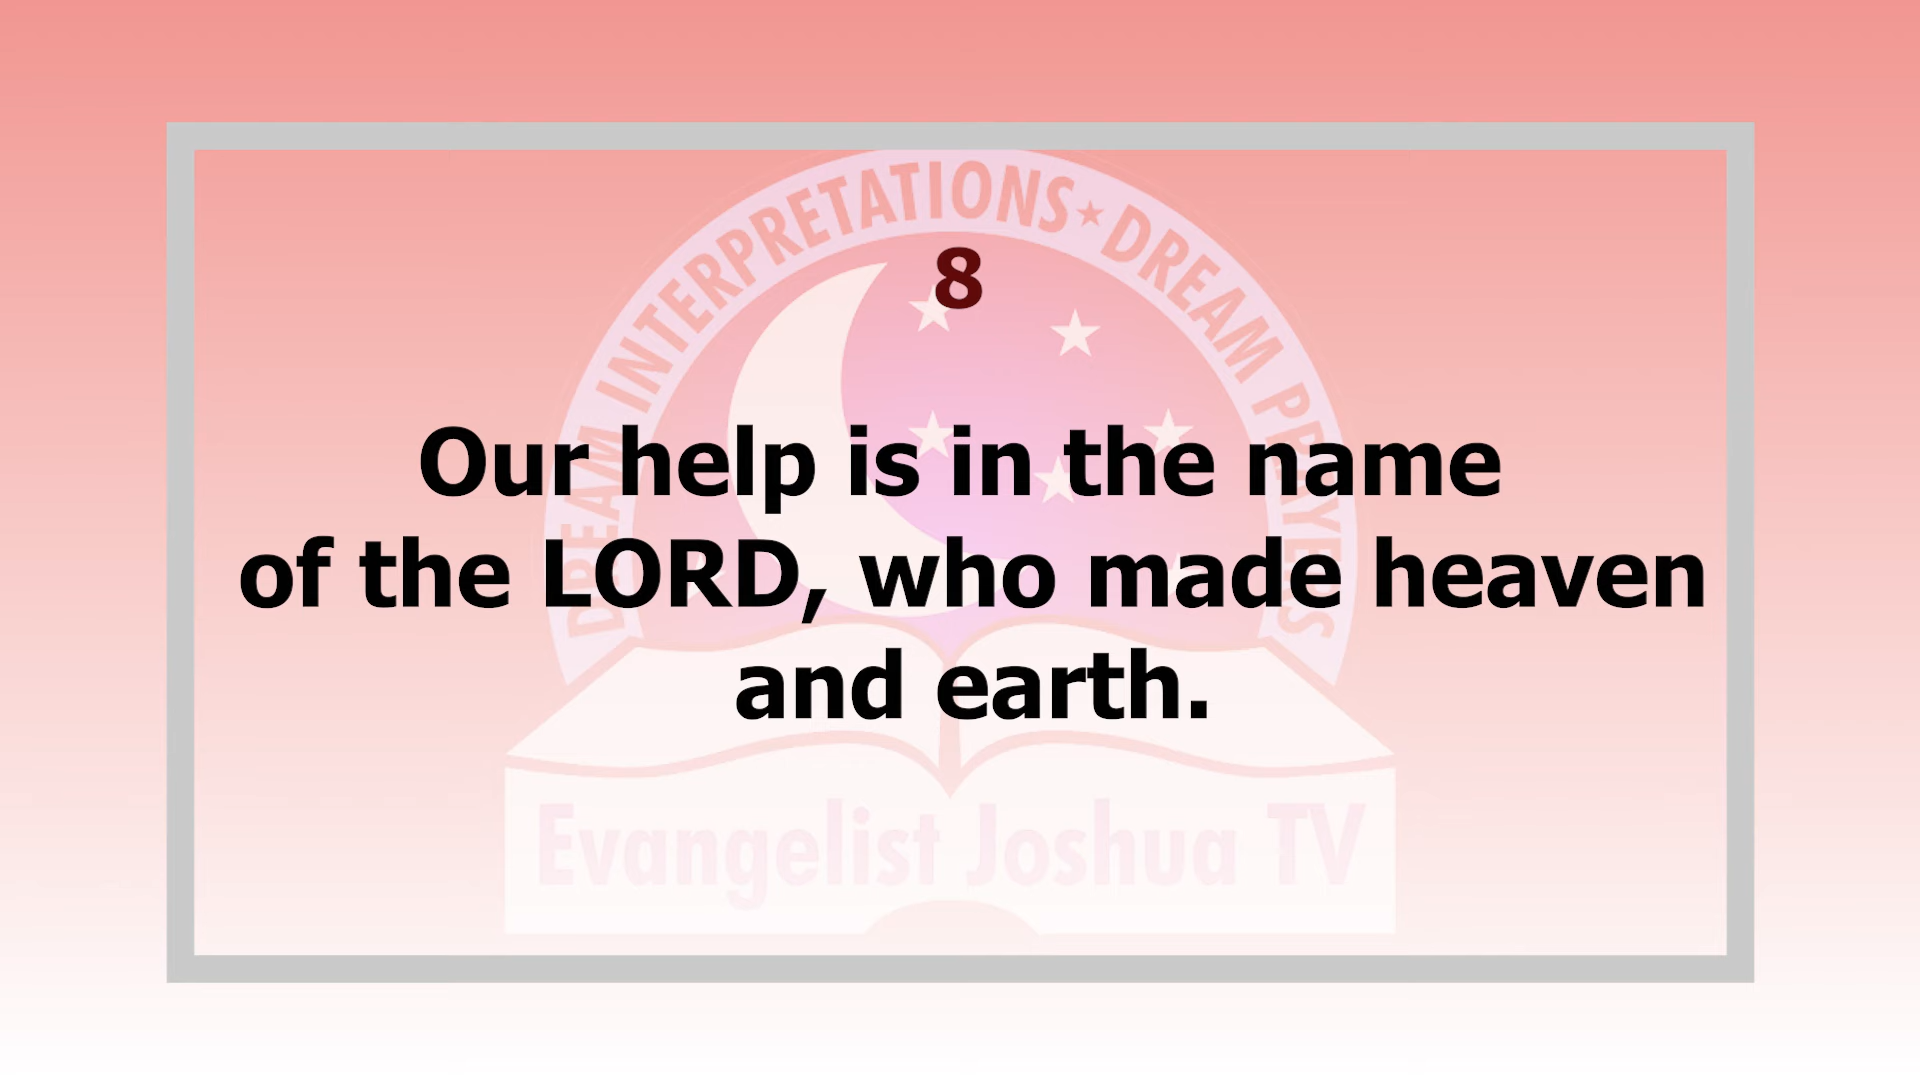 DREAM INTERPRETATIONS★DREAM PRAYERS
8
Our help is in the name
of the LORD, who made heaven
and earth.
Evangelist Joshua TV